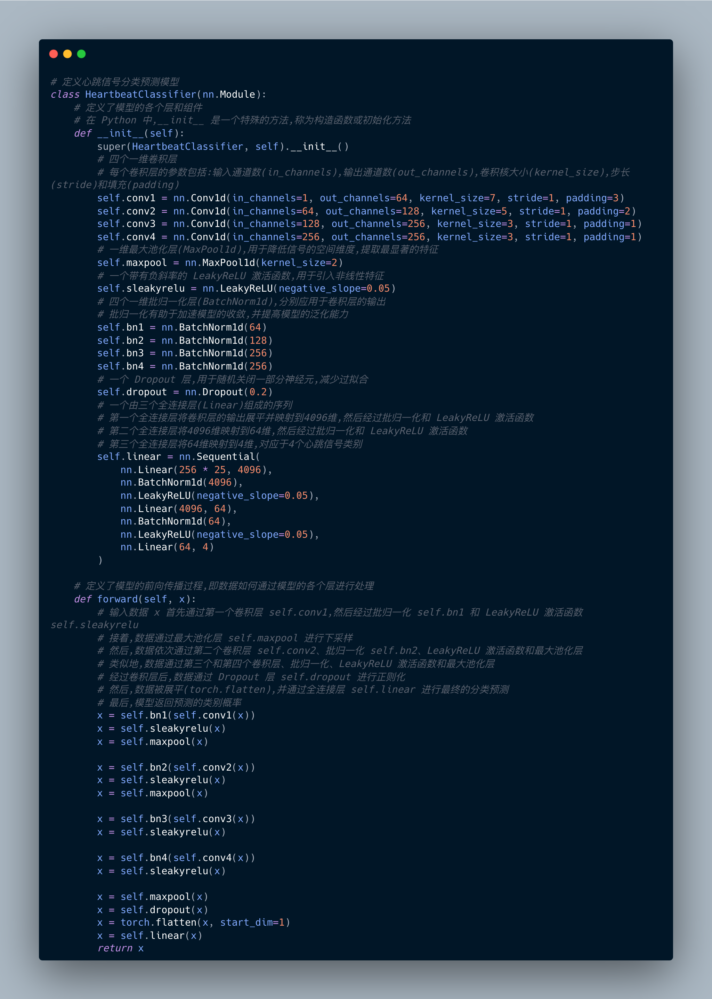 # 定义心跳信号分类预测模型
class HeartbeatClassifier(nn.Module):
    # 定义了模型的各个层和组件
    # 在 Python 中,__init__ 是一个特殊的方法,称为构造函数或初始化方法
    def __init__(self):
        super(HeartbeatClassifier, self).__init__()
        # 四个一维卷积层
        # 每个卷积层的参数包括:输入通道数(in_channels),输出通道数(out_channels),卷积核大小(kernel_size),步长
(stride)和填充(padding)
        self.conv1 = nn.Conv1d(in_channels=1, out_channels=64, kernel_size=7, stride=1, padding=3)
        self.conv2 = nn.Conv1d(in_channels=64, out_channels=128, kernel_size=5, stride=1, padding=2)
        self.conv3 = nn.Conv1d(in_channels=128, out_channels=256, kernel_size=3, stride=1, padding=1)
        self.conv4 = nn.Conv1d(in_channels=256, out_channels=256, kernel_size=3, stride=1, padding=1)
        # 一维最大池化层(MaxPool1d),用于降低信号的空间维度,提取最显著的特征
        self.maxpool = nn.MaxPool1d(kernel_size=2)
        # 一个带有负斜率的 LeakyReLU 激活函数,用于引入非线性特征
        self.sleakyrelu = nn.LeakyReLU(negative_slope=0.05)
        # 四个一维批归一化层(BatchNorm1d),分别应用于卷积层的输出
        # 批归一化有助于加速模型的收敛,并提高模型的泛化能力
        self.bn1 = nn.BatchNorm1d(64)
        self.bn2 = nn.BatchNorm1d(128)
        self.bn3 = nn.BatchNorm1d(256)
        self.bn4 = nn.BatchNorm1d(256)
        # 一个 Dropout 层,用于随机关闭一部分神经元,减少过拟合
        self.dropout = nn.Dropout(0.2)
        # 一个由三个全连接层(Linear)组成的序列
        # 第一个全连接层将卷积层的输出展平并映射到4096维,然后经过批归一化和 LeakyReLU 激活函数
        # 第二个全连接层将4096维映射到64维,然后经过批归一化和 LeakyReLU 激活函数
        # 第三个全连接层将64维映射到4维,对应于4个心跳信号类别
        self.linear = nn.Sequential(
            nn.Linear(256 * 25, 4096),
            nn.BatchNorm1d(4096),
            nn.LeakyReLU(negative_slope=0.05),
            nn.Linear(4096, 64),
            nn.BatchNorm1d(64),
            nn.LeakyReLU(negative_slope=0.05),
            nn.Linear(64, 4)
        )
    # 定义了模型的前向传播过程,即数据如何通过模型的各个层进行处理
    def forward(self, x):
        # 输入数据 x 首先通过第一个卷积层 self.conv1,然后经过批归一化 self.bn1 和 LeakyReLU 激活函数
self.sleakyrelu
        # 接着,数据通过最大池化层 self.maxpool 进行下采样
        # 然后,数据依次通过第二个卷积层 self.conv2、批归一化 self.bn2、LeakyReLU 激活函数和最大池化层
        # 类似地,数据通过第三个和第四个卷积层、批归一化、LeakyReLU 激活函数和最大池化层
        # 经过卷积层后,数据通过 Dropout 层 self.dropout 进行正则化
        # 然后,数据被展平(torch.flatten),并通过全连接层 self.linear 进行最终的分类预测
        # 最后,模型返回预测的类别概率
        x = self.bn1(self.conv1(x))
        x = self.sleakyrelu(x)
        x = self.maxpool(x)
        x = self.bn2(self.conv2(x))
        x = self.sleakyrelu(x)
        x = self.maxpool(x)
        x = self.bn3(self.conv3(x))
        x = self.sleakyrelu(x)
        x = self.bn4(self.conv4(x))
        x = self.sleakyrelu(x)
        x = self.maxpool(x)
        x = self.dropout(x)
        x = torch.flatten(x, start_dim=1)
        x = self.linear(x)
        return x